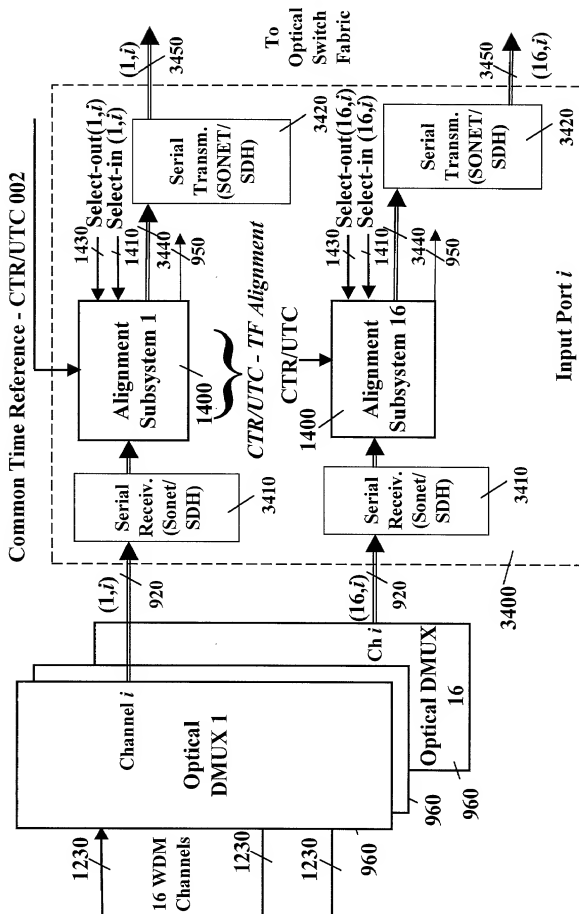 Common Time Reference - CTR/UTC 002
1230
16 WDM
Channels
1230
1230
960
960
960
Channel i
Optical
DMUX 1
Ch i
Optical DMUX
16
(1,i)
920
Serial
Receiv.
(Sonet/
SDH)
3410
Alignment
Subsystem 1
1400
1430
Select-out(1,i)
1410
Select-in (1,i)
3440
950
Serial
Transm.
(SONET/
SDH)
3420
(1,i)
3450
To
Optical
Switch
Fabric
CTR/UTC - TF Alignment
CTR/UTC
(16,i)
920
Serial
Receiv.
(Sonet/
SDH)
3410
Alignment
Subsystem 16
1400
1430
Select-out(16,i)
1410
Select-in (16,i)
3440
950
Serial
Transm.
(SONET/
SDH)
3420
3450
(16,i)
3400
Input Port i